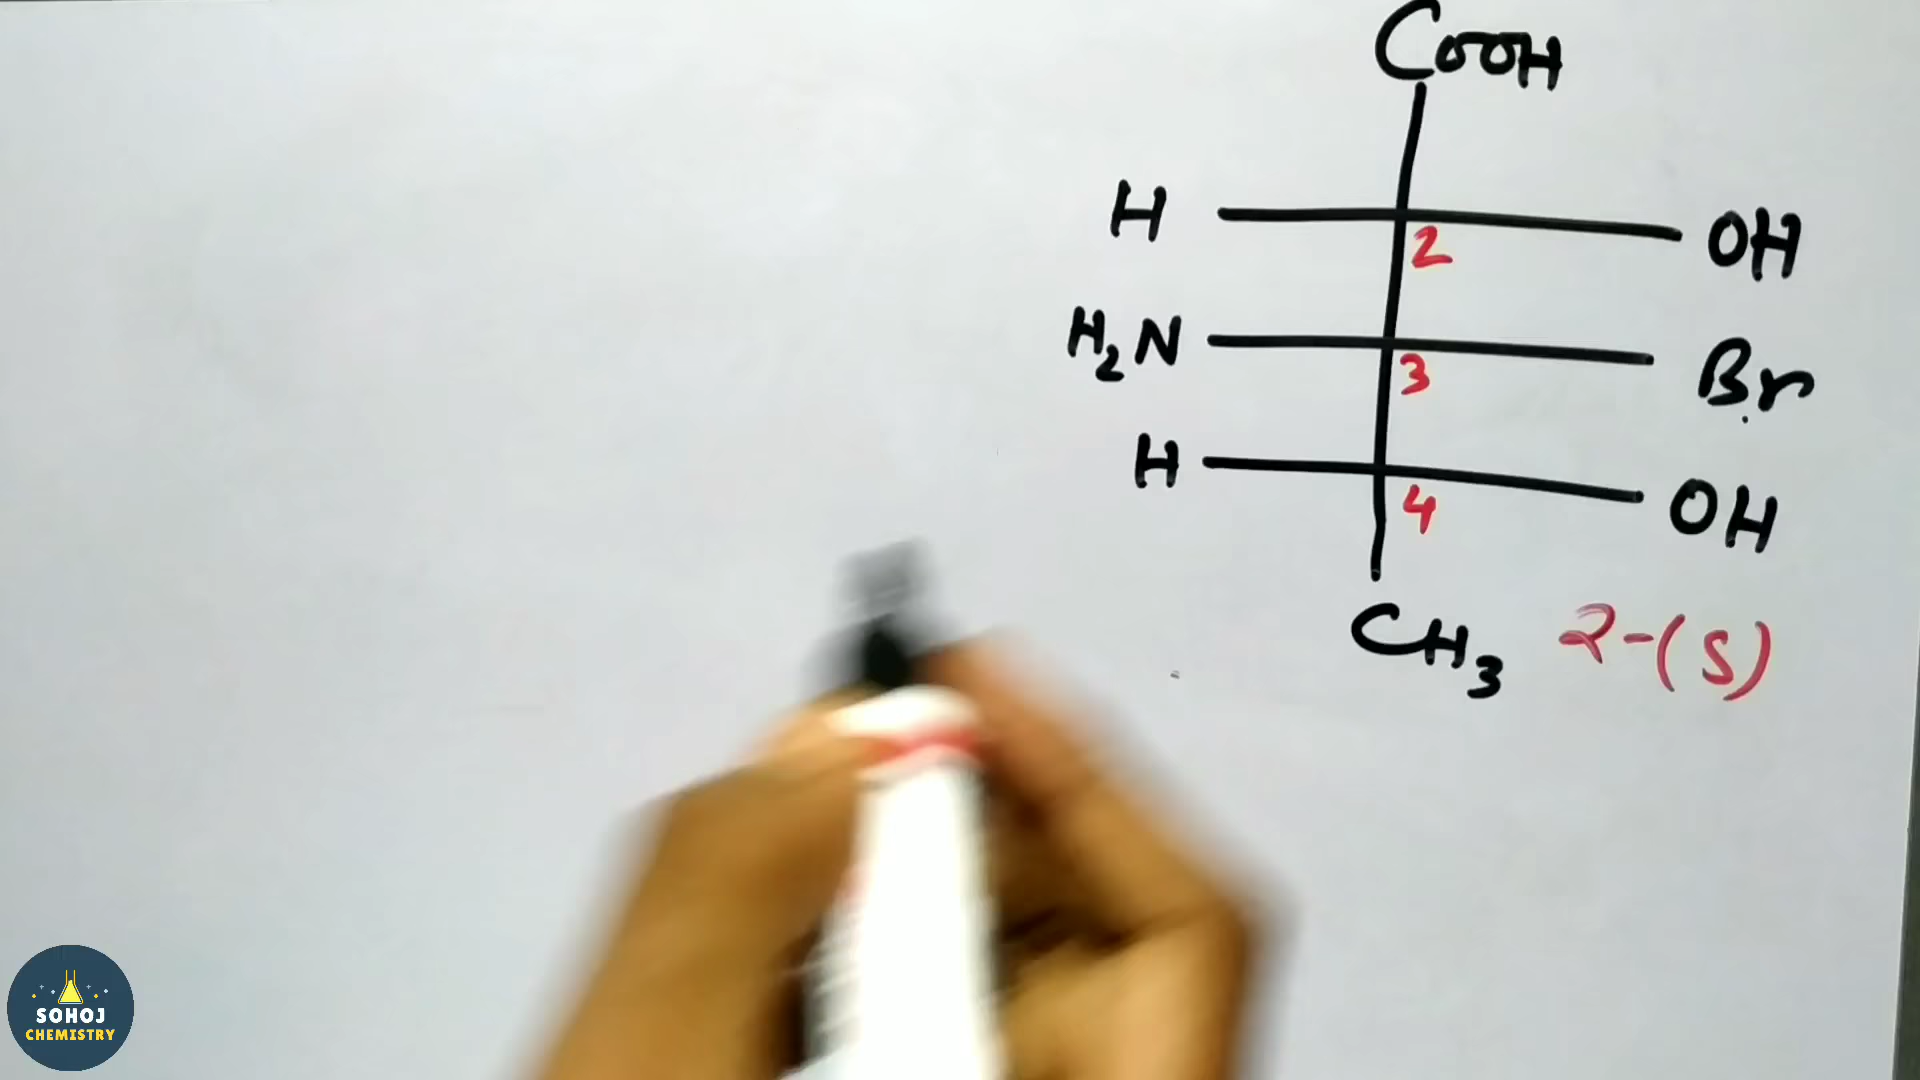 COOH
H 2 OH
H2N 3 Br
H 4 OH
CH3 2-(S)
SOHOJ
CHEMISTRY